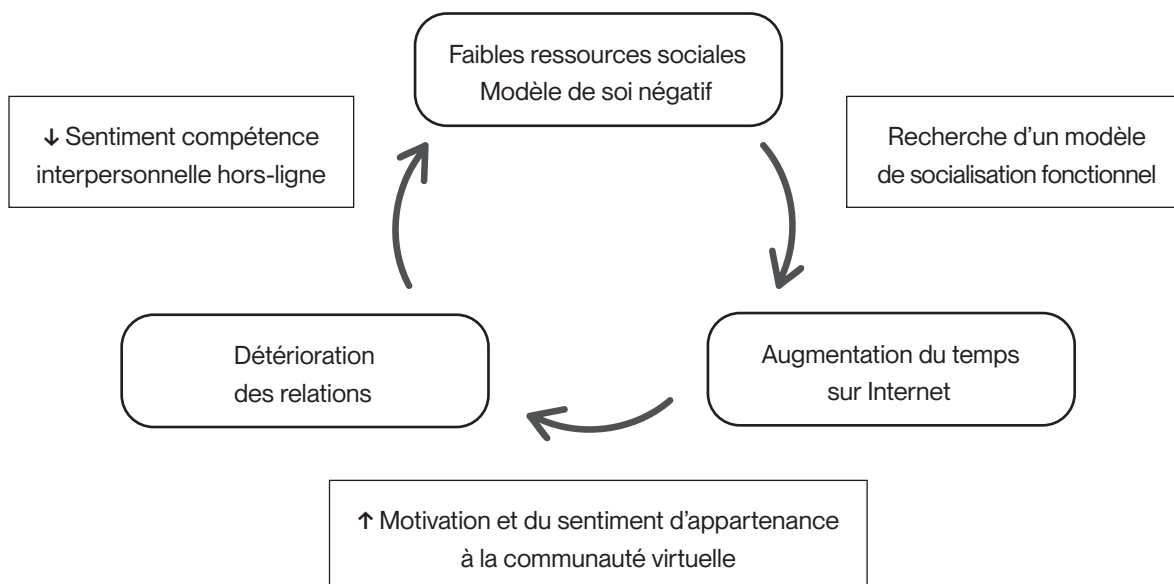 Faibles ressources sociales
Modèle de soi négatif
↓ Sentiment compétence
interpersonnelle hors-ligne
Recherche d’un modèle
de socialisation fonctionnel
Détérioration
des relations
Augmentation du temps
sur Internet
↑ Motivation et du sentiment d’appartenance
à la communauté virtuelle